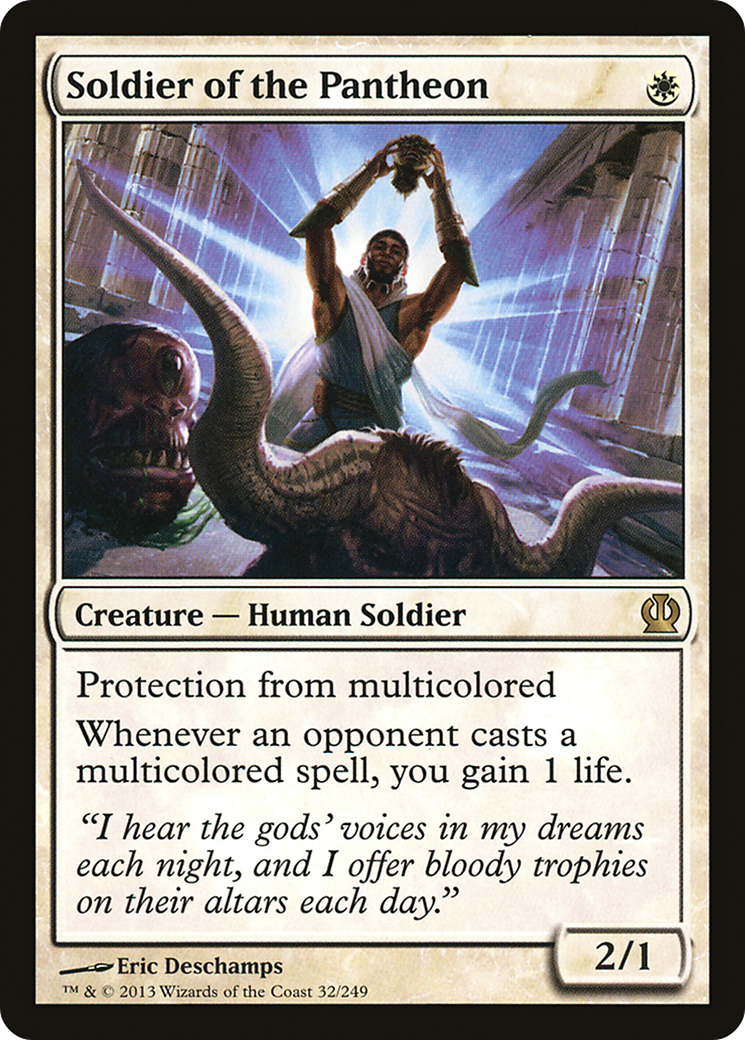 Soldier of the Pantheon
Creature — Human Soldier
Protection from multicolored
Whenever an opponent casts a
multicolored spell, you gain 1 life.
“I hear the gods’ voices in my dreams
each night, and I offer bloody trophies
on their altars each day.”
2/1
Eric Deschamps
™ & © 2013 Wizards of the Coast 32/249